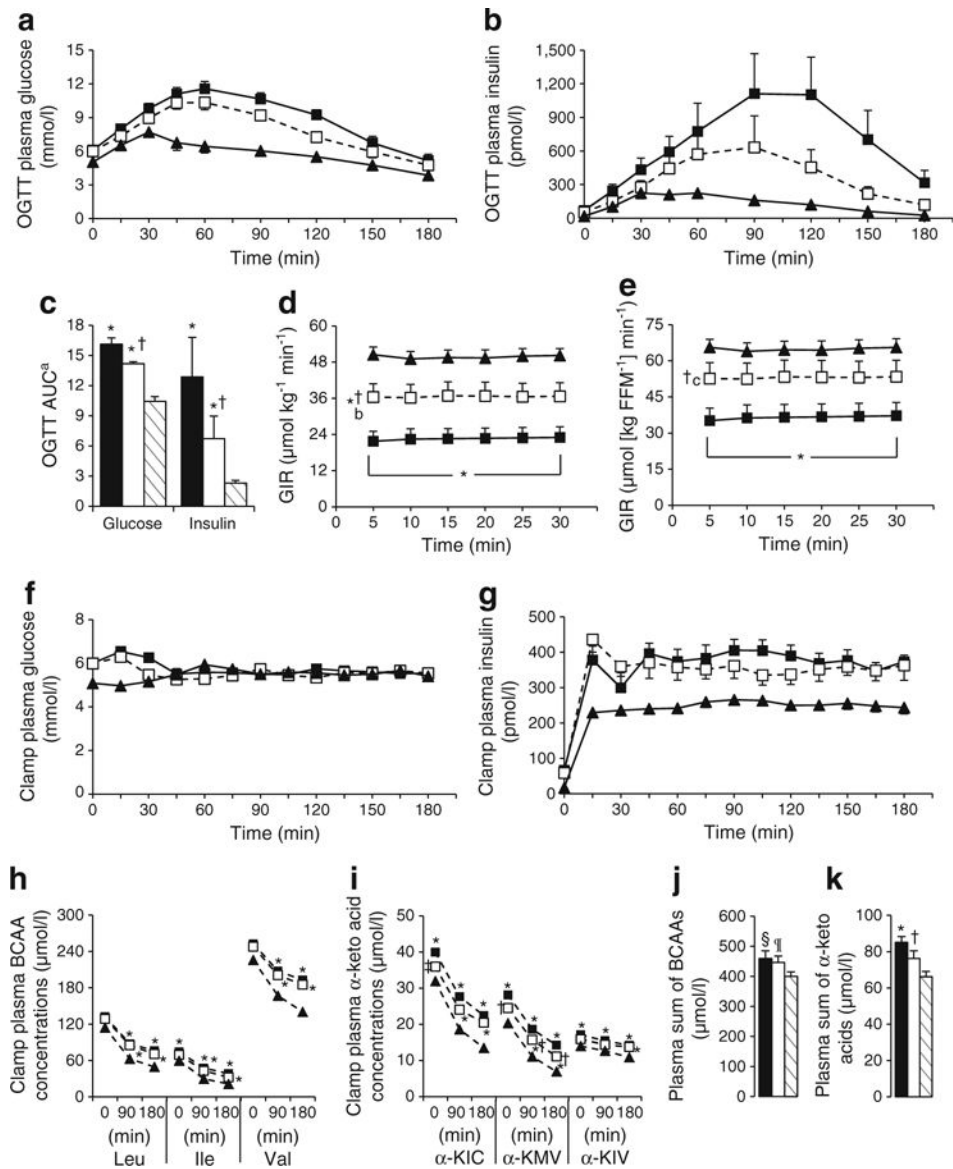 a
OGTT plasma glucose
(mmo/l)
15
12
9
6
3
0
0 30 60 90 120 150 180
Time (min)
b
OGTT plasma insulin
(pmol/l)
1,500
1,200
900
600
300
0
0 30 60 90 120 150 180
Time (min)
c
OGTT AUCᵃ
18
15
12
9
6
3
0
* *† * *†
Glucose Insulin
d
GIR (µmol kg⁻¹ min⁻¹)
60
48
36
24
12
0
*†
b
*
0 5 10 15 20 25 30
Time (min)
e
GIR (µmol [kg FFM⁻¹] min⁻¹)
75
60
45
30
15
0
†c
*
0 5 10 15 20 25 30
Time (min)
f
Clamp plasma glucose
(mmol/l)
8
6
4
2
0
0 30 60 90 120 150 180
Time (min)
g
Clamp plasma insulin
(pmol/l)
500
400
300
200
100
0
0 30 60 90 120 150 180
Time (min)
h
Clamp plasma BCAA
concentrations (µmol/l)
300
240
180
120
60
0
* * * * * * * * * * * *
0 90 180 0 90 180 0 90 180
(min) (min) (min)
Leu Ile Val
i
Clamp plasma α-keto acid
concentrations (µmol/l)
50
40
30
20
10
0
* * * * * * * * * *
† † † †
0 90 180 0 90 180 0 90 180
(min) (min) (min)
α-KIC α-KMV α-KIV
j
Plasma sum of BCAAs
(µmol/l)
600
500
400
300
200
100
0
§ ¶
k
Plasma sum of α-keto
acids (µmol/l)
100
80
60
40
20
0
* †